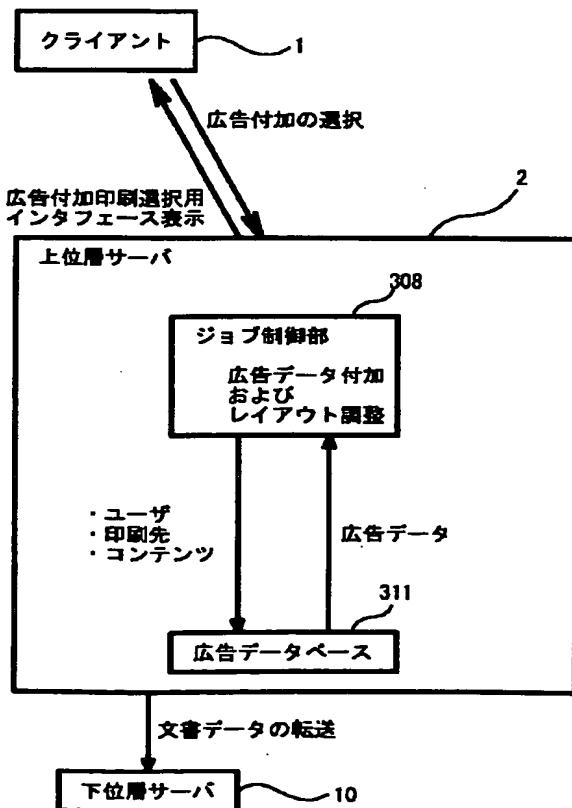 クライアント
1
広告付加の選択
広告付加印刷選択用
インタフェース表示
2
上位層サーバ
308
ジョブ制御部
広告データ付加
および
レイアウト調整
・ユーザ
・印刷先
・コンテンツ
広告データ
311
広告データベース
文書データの転送
下位層サーバ
10